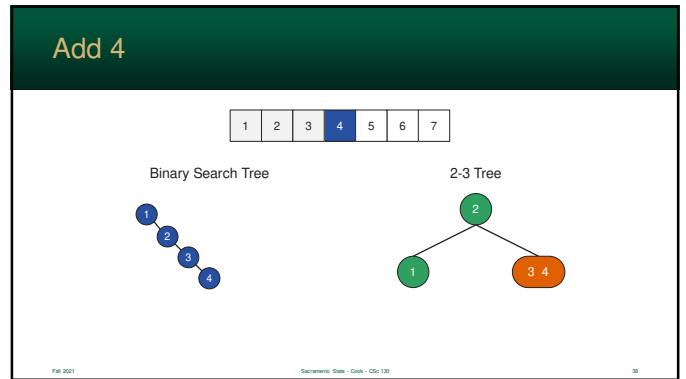 Add 4
1 2 3 4 5 6 7
Binary Search Tree
2-3 Tree
1
2
3
4
2
1
3 4
Fall 2021
Sacramento State - Cook - CSc 130
38